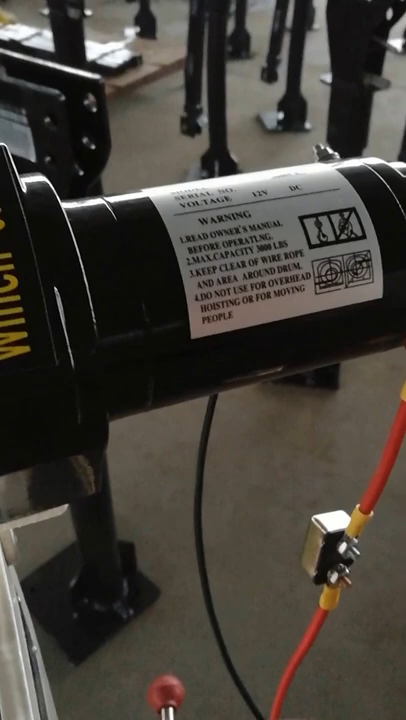 WINCH
SERIAL NO.
VOLTAGE 12V DC
WARNING
1.READ OWNER'S MANUAL
BEFORE OPERATLNG.
2.MAX.CAPACITY 3000 LBS
3.KEEP CLEAR OF WIRE ROPE
AND AREA AROUND DRUM.
4.DO NOT USE FOR OVERHEAD
HOISTING OR FOR MOVING
PEOPLE